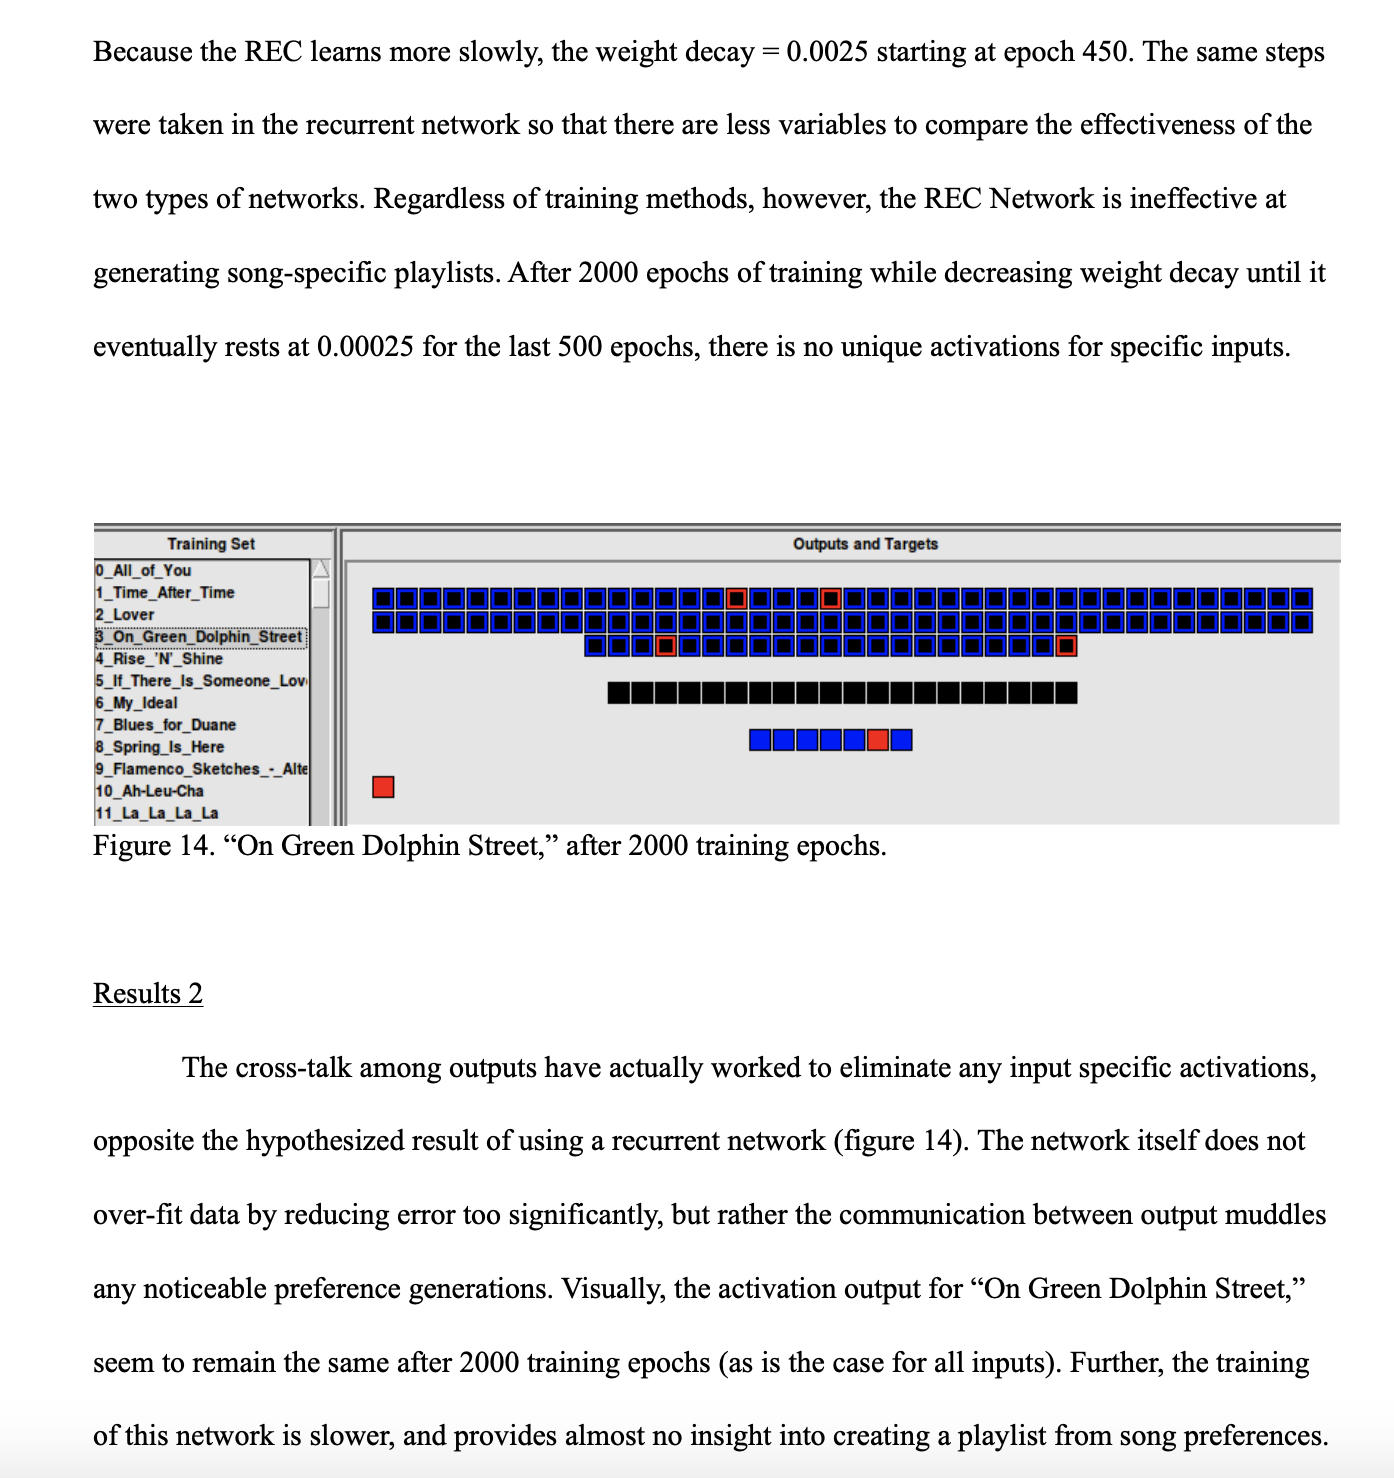 Because the REC learns more slowly, the weight decay = 0.0025 starting at epoch 450. The same steps
were taken in the recurrent network so that there are less variables to compare the effectiveness of the
two types of networks. Regardless of training methods, however, the REC Network is ineffective at
generating song-specific playlists. After 2000 epochs of training while decreasing weight decay until it
eventually rests at 0.00025 for the last 500 epochs, there is no unique activations for specific inputs.
Training Set
0_All_of_You
1_Time_After_Time
2_Lover
3_On_Green_Dolphin_Street
4_Rise_'N'_Shine
5_If_There_Is_Someone_Lov
6_My_Ideal
7_Blues_for_Duane
8_Spring_Is_Here
9_Flamenco_Sketches_-_Alte
10_Ah-Leu-Cha
11_La_La_La_La
Outputs and Targets
Figure 14. “On Green Dolphin Street,” after 2000 training epochs.
Results 2
The cross-talk among outputs have actually worked to eliminate any input specific activations,
opposite the hypothesized result of using a recurrent network (figure 14). The network itself does not
over-fit data by reducing error too significantly, but rather the communication between output muddles
any noticeable preference generations. Visually, the activation output for “On Green Dolphin Street,”
seem to remain the same after 2000 training epochs (as is the case for all inputs). Further, the training
of this network is slower, and provides almost no insight into creating a playlist from song preferences.